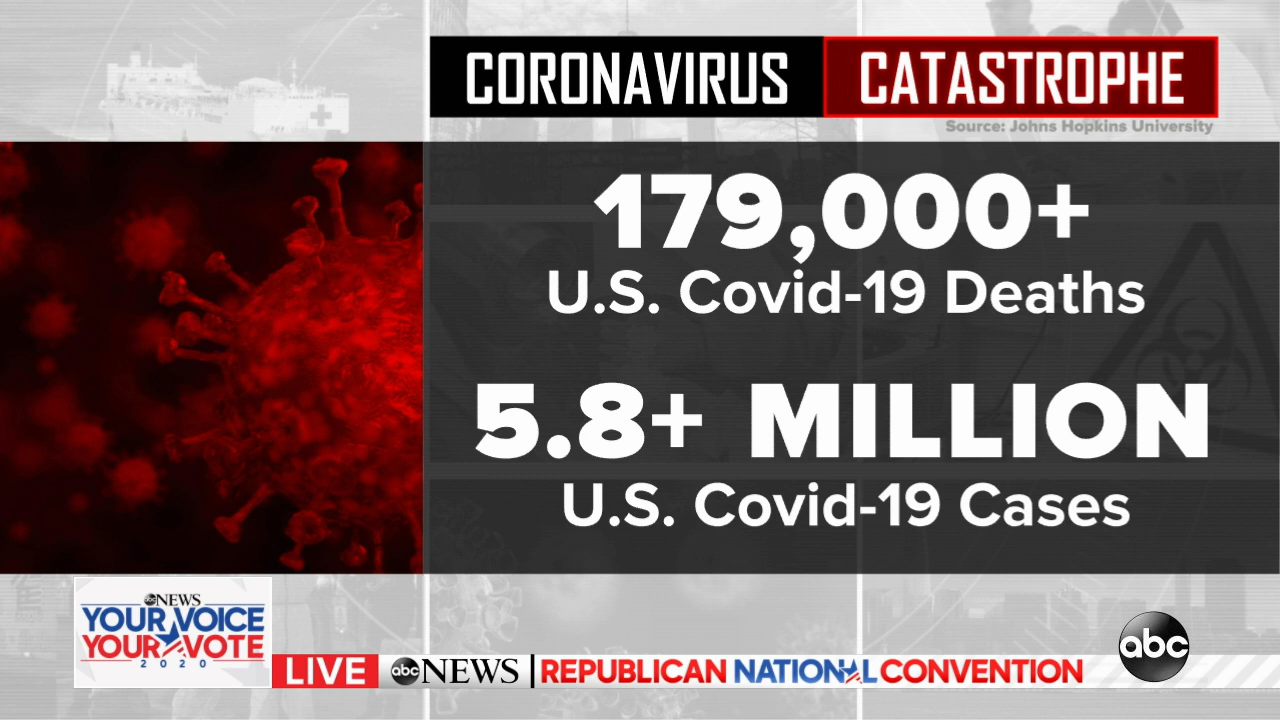 CORONAVIRUS CATASTROPHE
Source: Johns Hopkins University
179,000+
U.S. Covid-19 Deaths
5.8+ MILLION
U.S. Covid-19 Cases
abc NEWS
YOUR VOICE
YOUR VOTE
2020
LIVE abc NEWS | REPUBLICAN NATIONAL CONVENTION
abc